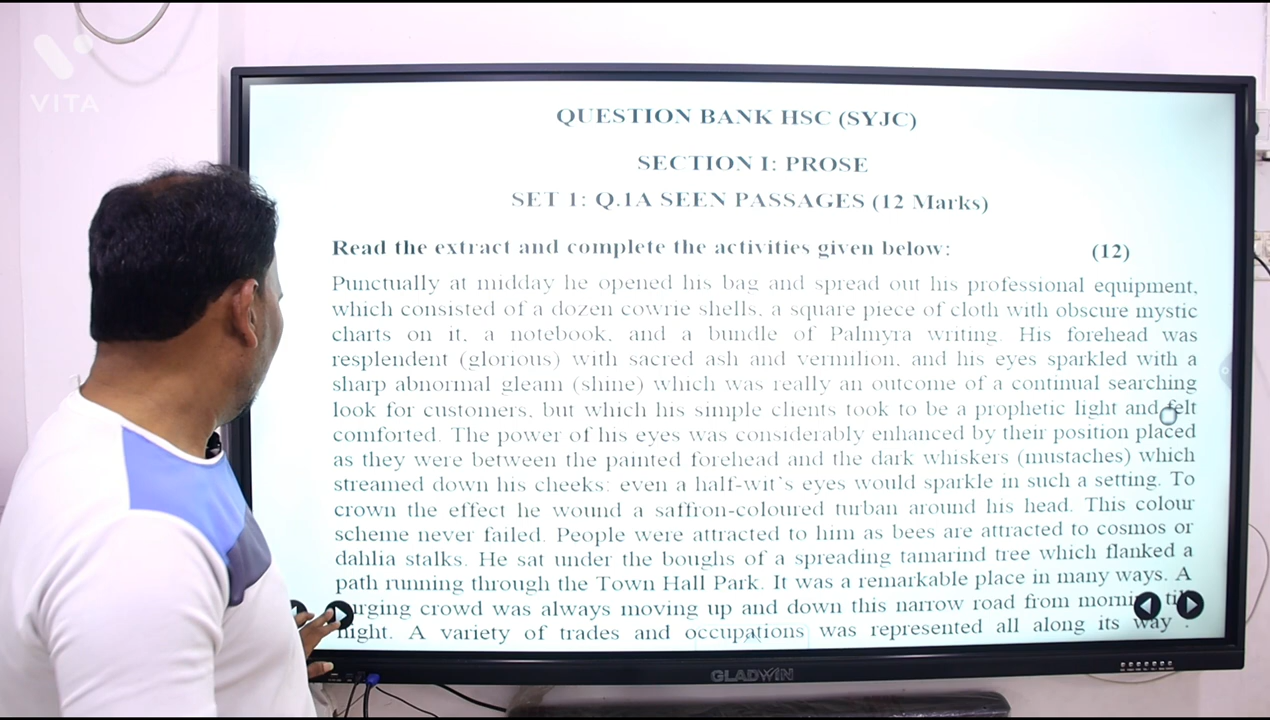 VITA
QUESTION BANK HSC (SYJC)
SECTION I: PROSE
SET 1: Q.1A SEEN PASSAGES (12 Marks)
Read the extract and complete the activities given below: (12)
Punctually at midday he opened his bag and spread out his professional equipment,
which consisted of a dozen cowrie shells, a square piece of cloth with obscure mystic
charts on it, a notebook, and a bundle of Palmyra writing. His forehead was
resplendent (glorious) with sacred ash and vermilion, and his eyes sparkled with a
sharp abnormal gleam (shine) which was really an outcome of a continual searching
look for customers, but which his simple clients took to be a prophetic light and felt
comforted. The power of his eyes was considerably enhanced by their position placed
as they were between the painted forehead and the dark whiskers (mustaches) which
streamed down his cheeks: even a half-wit's eyes would sparkle in such a setting. To
crown the effect he wound a saffron-coloured turban around his head. This colour
scheme never failed. People were attracted to him as bees are attracted to cosmos or
dahlia stalks. He sat under the boughs of a spreading tamarind tree which flanked a
path running through the Town Hall Park. It was a remarkable place in many ways. A
crowd was always moving up and down this narrow road from
night. A variety of trades and occupations was represented all along its way .
GLADWIN